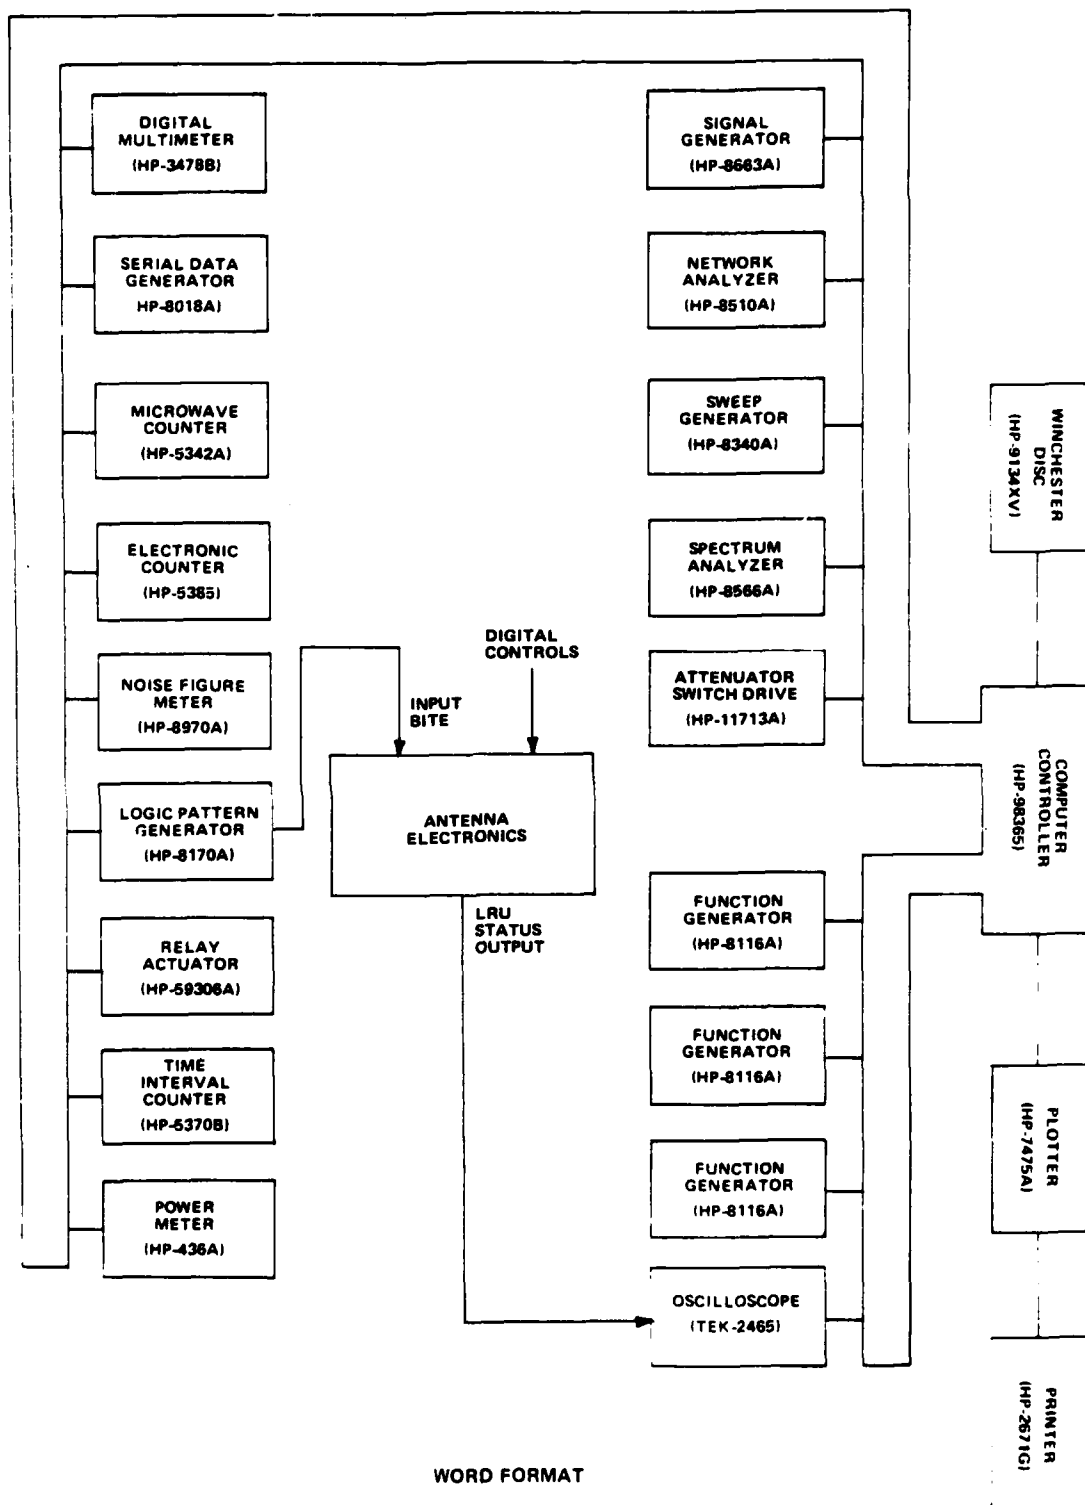 DIGITAL
MULTIMETER
(HP-3478B)
SERIAL DATA
GENERATOR
HP-8018A)
MICROWAVE
COUNTER
(HP-5342A)
ELECTRONIC
COUNTER
(HP-5385)
NOISE FIGURE
METER
(HP-8970A)
LOGIC PATTERN
GENERATOR
(HP-8170A)
RELAY
ACTUATOR
(HP-59306A)
TIME
INTERVAL
COUNTER
(HP-5370B)
POWER
METER
(HP-436A)
INPUT
BITE
DIGITAL
CONTROLS
ANTENNA
ELECTRONICS
LRU
STATUS
OUTPUT
SIGNAL
GENERATOR
(HP-8663A)
NETWORK
ANALYZER
(HP-8510A)
SWEEP
GENERATOR
(HP-8340A)
SPECTRUM
ANALYZER
(HP-8566A)
ATTENUATOR
SWITCH DRIVE
(HP-11713A)
FUNCTION
GENERATOR
(HP-8116A)
FUNCTION
GENERATOR
(HP-8116A)
FUNCTION
GENERATOR
(HP-8116A)
OSCILLOSCOPE
(TEK-2465)
WINCHESTER
DISC
(HP-9134XV)
COMPUTER
CONTROLLER
(HP-98365)
PLOTTER
(HP-7475A)
PRINTER
(HP-2671G)
WORD FORMAT